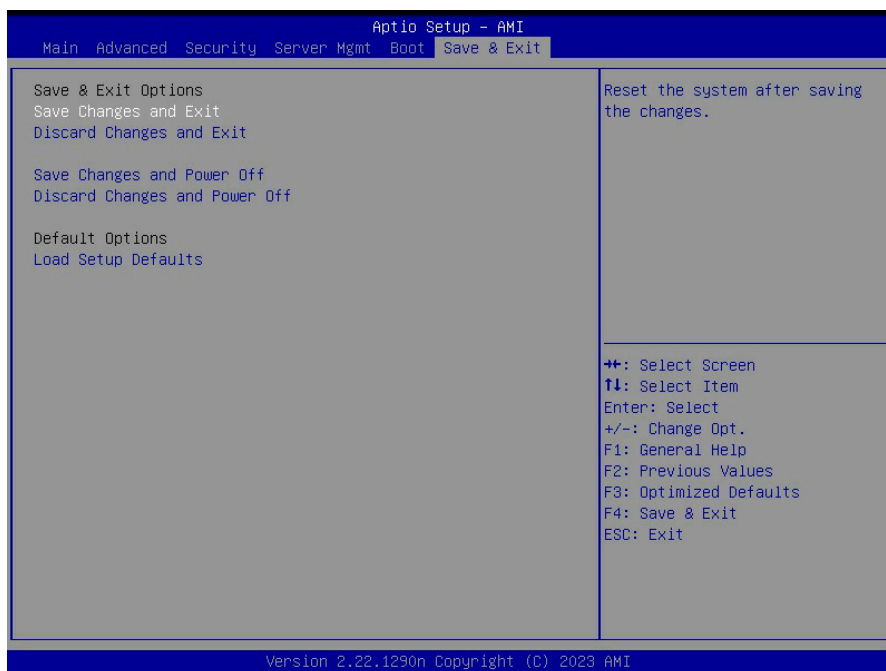 Aptio Setup – AMI
Main Advanced Security Server Mgmt Boot Save & Exit
Save & Exit Options
Save Changes and Exit
Discard Changes and Exit
Save Changes and Power Off
Discard Changes and Power Off
Default Options
Load Setup Defaults
Reset the system after saving
the changes.
→←: Select Screen
↑↓: Select Item
Enter: Select
+/-: Change Opt.
F1: General Help
F2: Previous Values
F3: Optimized Defaults
F4: Save & Exit
ESC: Exit
Version 2.22.1290n Copyright (C) 2023 AMI